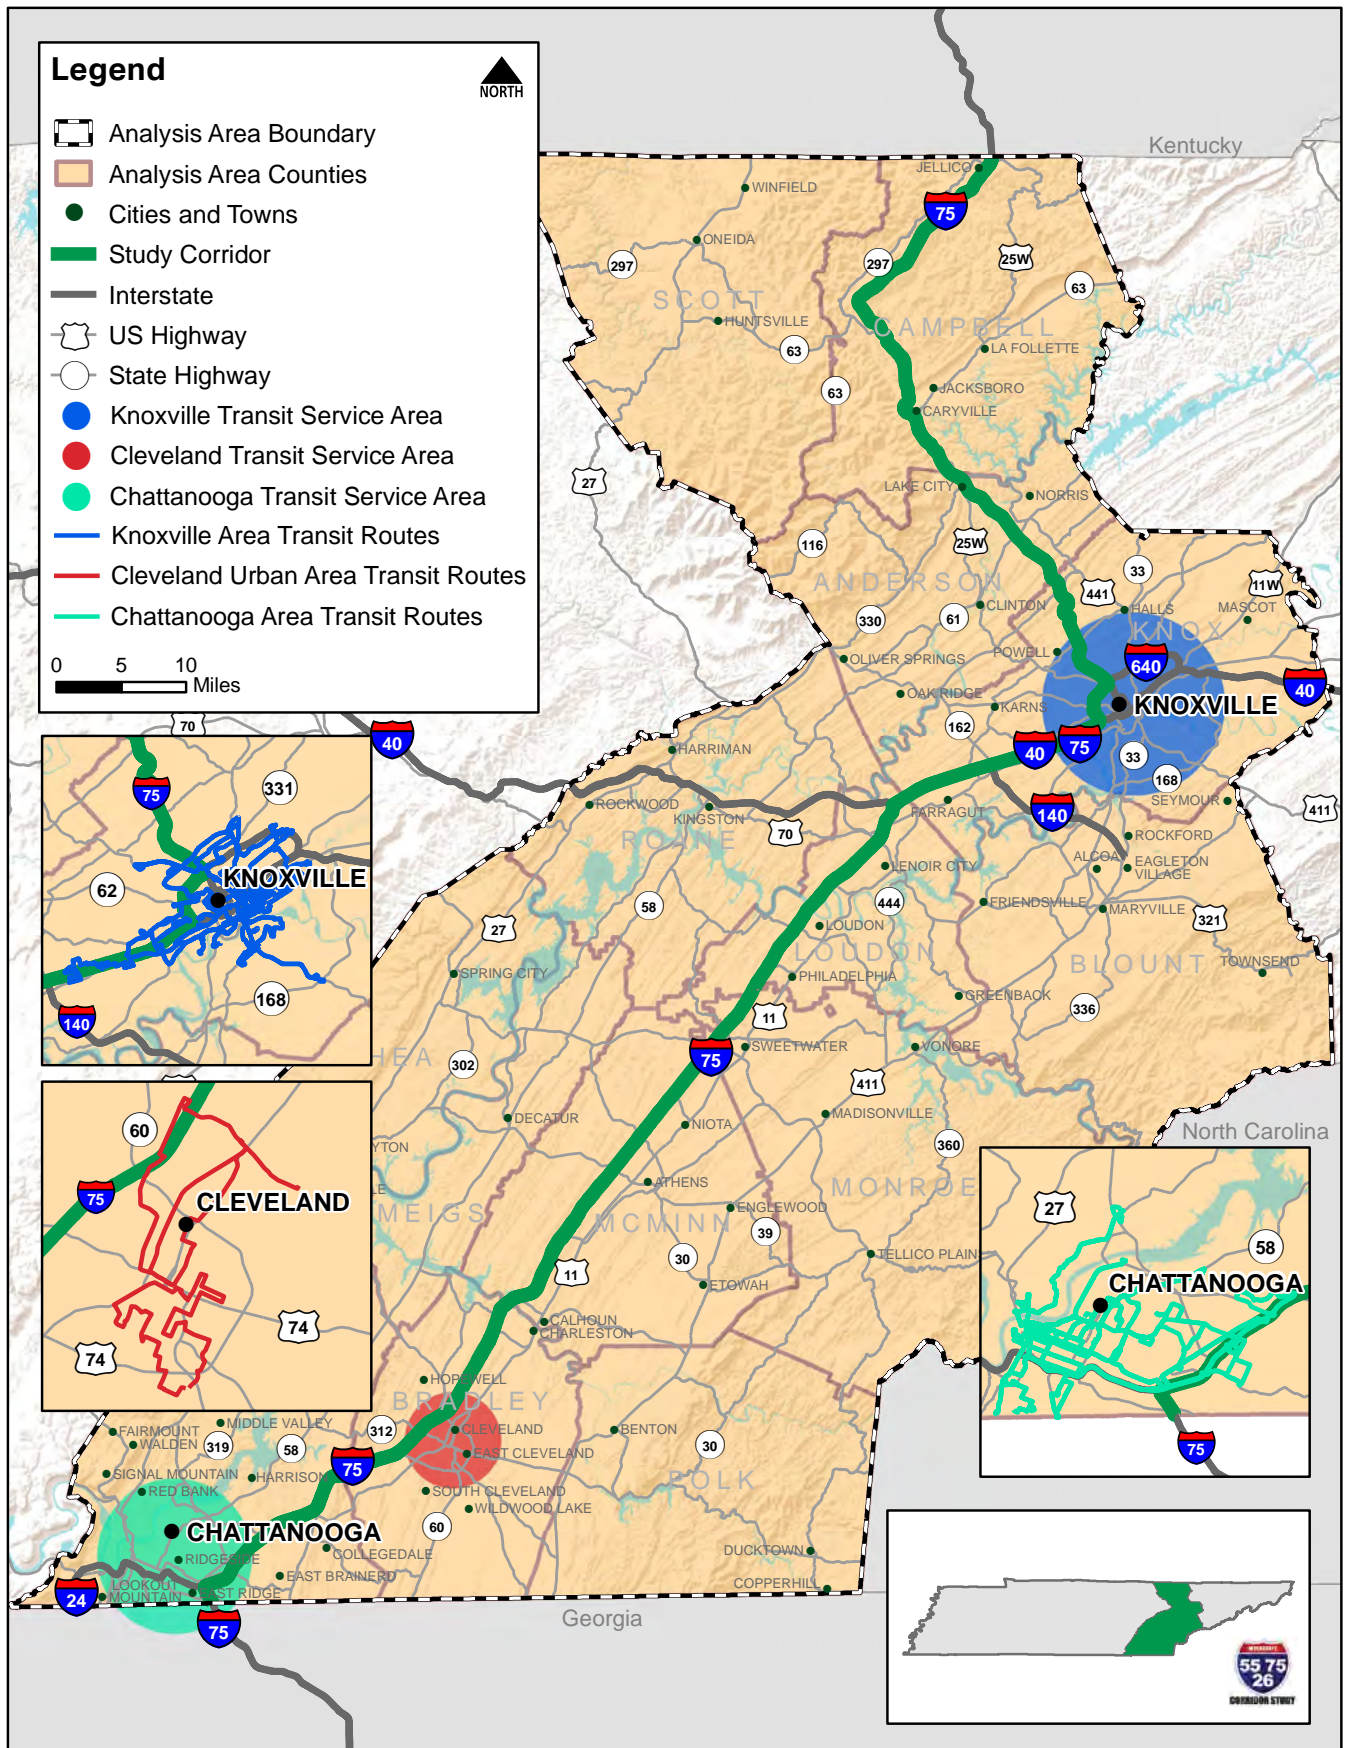 Legend
NORTH
Analysis Area Boundary
Analysis Area Counties
Cities and Towns
Study Corridor
Interstate
US Highway
State Highway
Knoxville Transit Service Area
Cleveland Transit Service Area
Chattanooga Transit Service Area
Knoxville Area Transit Routes
Cleveland Urban Area Transit Routes
Chattanooga Area Transit Routes
0 5 10
Miles
Kentucky
JELLICO
WINFIELD
75
ONEIDA
297
297
25W
63
SCOTT
HUNTSVILLE
CAMPBELL
63
LA FOLLETTE
63
JACKSBORO
CARYVILLE
27
LAKE CITY
NORRIS
116
25W
33
ANDERSON
441
11W
CLINTON
HALLS
MASCOT
330
61
KNOX
OLIVER SPRINGS
POWELL
640
OAK RIDGE
40
KARNS
KNOXVILLE
162
70
40
HARRIMAN
40
75
33
168
ROCKWOOD
KINGSTON
FARRAGUT
SEYMOUR
140
411
70
ROANE
ROCKFORD
ALCOA
EAGLETON
VILLAGE
LENOIR CITY
58
444
FRIENDSVILLE
MARYVILLE
321
27
LOUDON
LOUDON
SPRING CITY
PHILADELPHIA
BLOUNT
TOWNSEND
GREENBACK
336
11
HEA
302
75
SWEETWATER
VONORE
411
DECATUR
NIOTA
MADISONVILLE
North Carolina
YTON
360
LE
ATHENS
MEIGS
MCMINN
ENGLEWOOD
MONROE
39
30
TELLICO PLAIN
11
ETOWAH
CALHOUN
CHARLESTON
HOPEWELL
BRADLEY
FAIRMOUNT
MIDDLE VALLEY
WALDEN
319
58
312
CLEVELAND
BENTON
30
EAST CLEVELAND
SIGNAL MOUNTAIN
HARRISON
75
POLK
RED BANK
SOUTH CLEVELAND
WILDWOOD LAKE
60
CHATTANOOGA
COLLEGEDALE
DUCKTOWN
RIDGESIDE
EAST BRAINERD
COPPERHILL
LOOKOUT
MOUNTAIN
EAST RIDGE
24
75
Georgia
75
331
KNOXVILLE
62
168
140
60
75
CLEVELAND
74
74
27
58
CHATTANOOGA
75
55 75
26
CORRIDOR STUDY